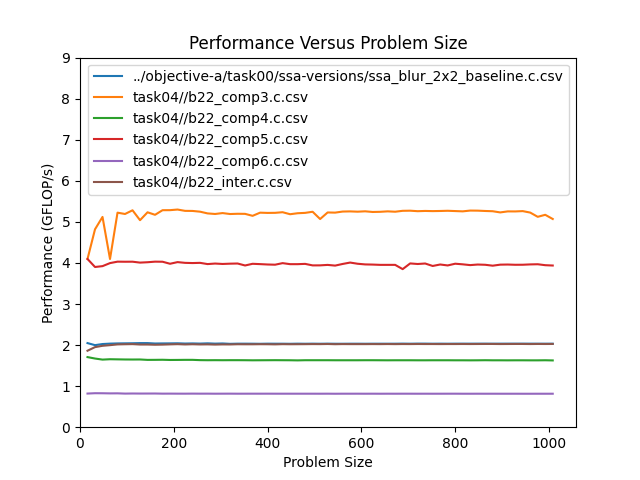 Performance Versus Problem Size
9
8
7
6
5
4
3
2
1
0
Performance (GFLOP/s)
../objective-a/task00/ssa-versions/ssa_blur_2x2_baseline.c.csv
task04//b22_comp3.c.csv
task04//b22_comp4.c.csv
task04//b22_comp5.c.csv
task04//b22_comp6.c.csv
task04//b22_inter.c.csv
0 200 400 600 800 1000
Problem Size